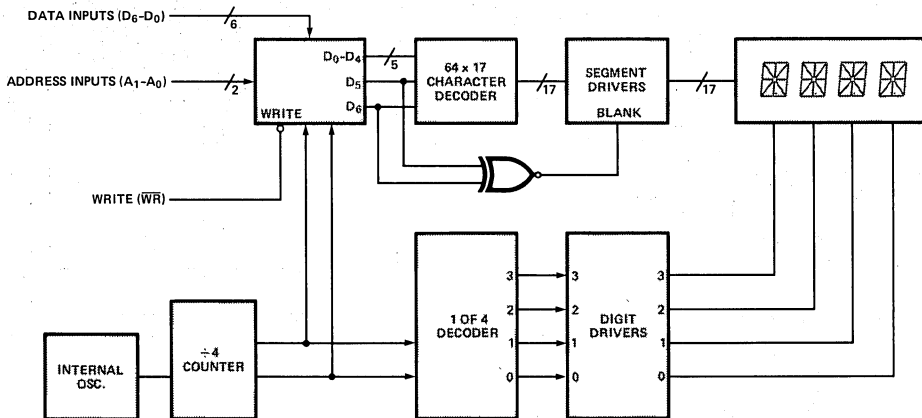 DATA INPUTS (D6-D0)
6
ADDRESS INPUTS (A1-A0)
2
WRITE
D0-D4
5
D5
D6
64 x 17
CHARACTER
DECODER
17
SEGMENT
DRIVERS
BLANK
17
WRITE (WR)
INTERNAL
OSC.
÷4
COUNTER
1 OF 4
DECODER
3
2
1
0
3
2
1
0
DIGIT
DRIVERS
3
2
1
0